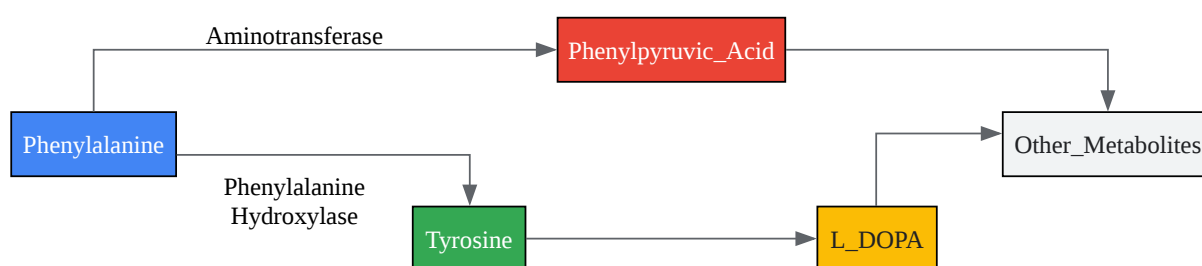 Aminotransferase
Phenylpyruvic_Acid
Phenylalanine
Other_Metabolites
Phenylalanine
Hydroxylase
Tyrosine
L_DOPA